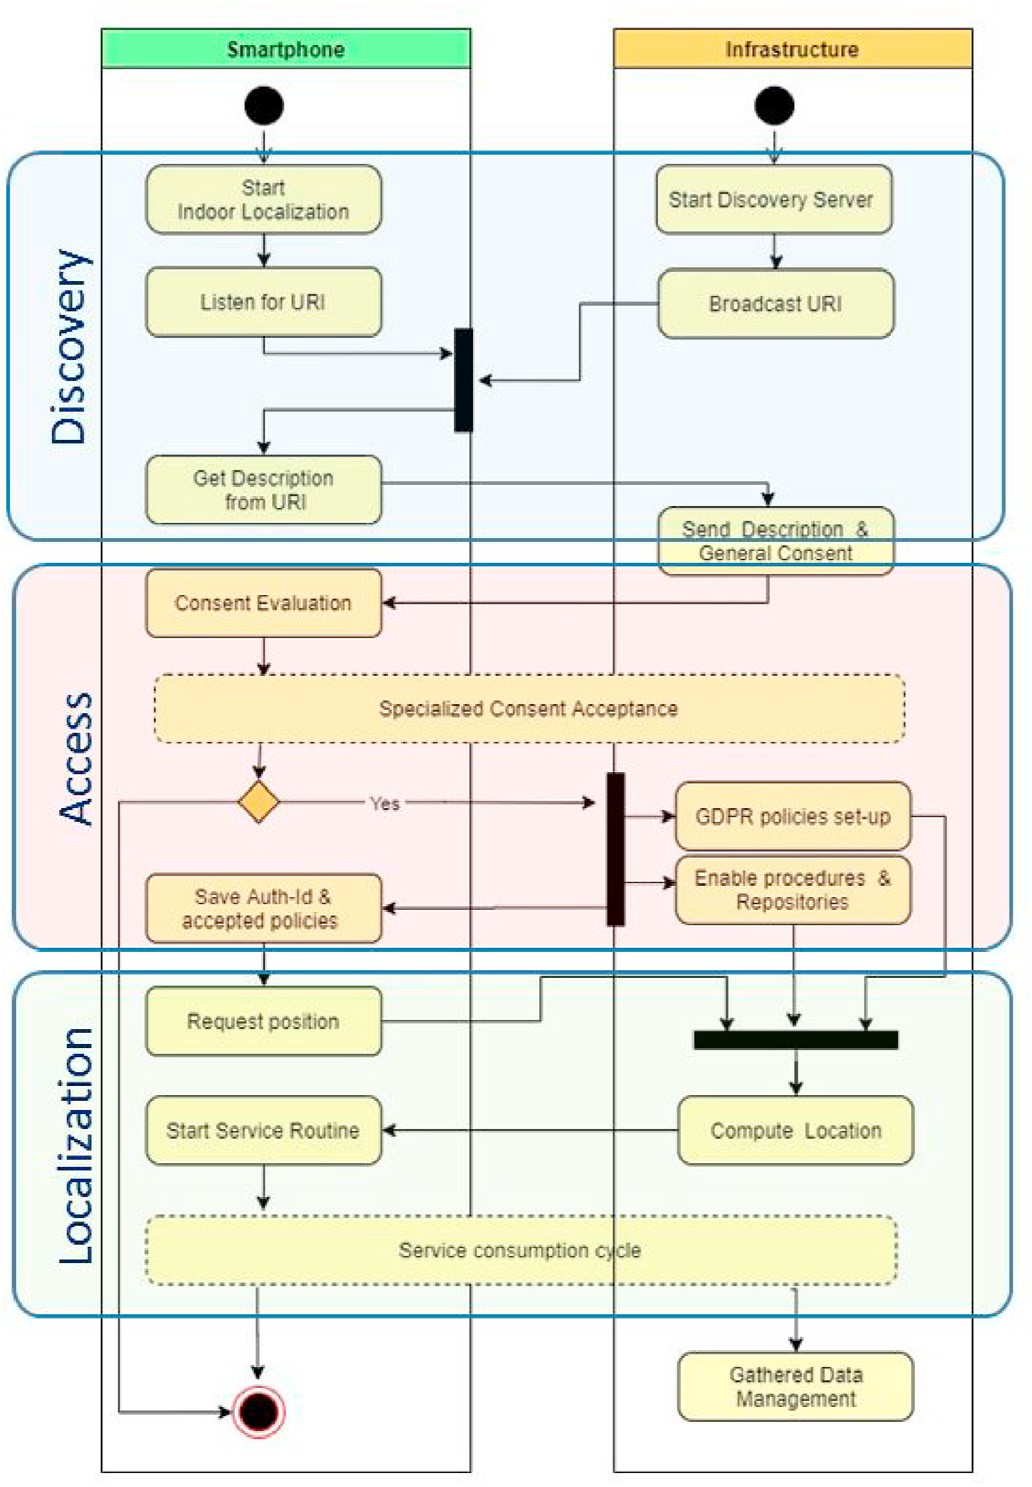 Smartphone
Infrastructure
Discovery
Start
Indoor Localization
Start Discovery Server
Listen for URI
Broadcast URI
Get Description
from URI
Send Description &
General Consent
Access
Consent Evaluation
Specialized Consent Acceptance
Yes
GDPR policies set-up
Save Auth-Id &
accepted policies
Enable procedures &
Repositories
Localization
Request position
Start Service Routine
Compute Location
Service consumption cycle
Gathered Data
Management